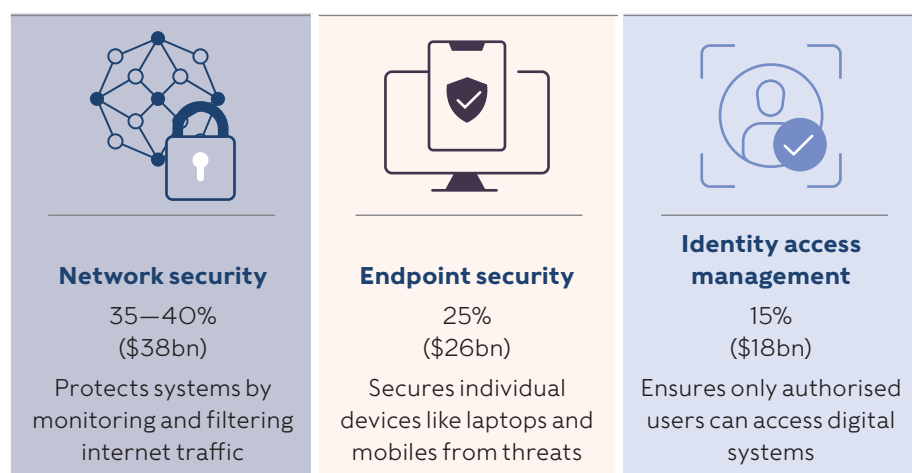 Network security
35—40%
($38bn)
Protects systems by
monitoring and filtering
internet traffic
Endpoint security
25%
($26bn)
Secures individual
devices like laptops and
mobiles from threats
Identity access
management
15%
($18bn)
Ensures only authorised
users can access digital
systems